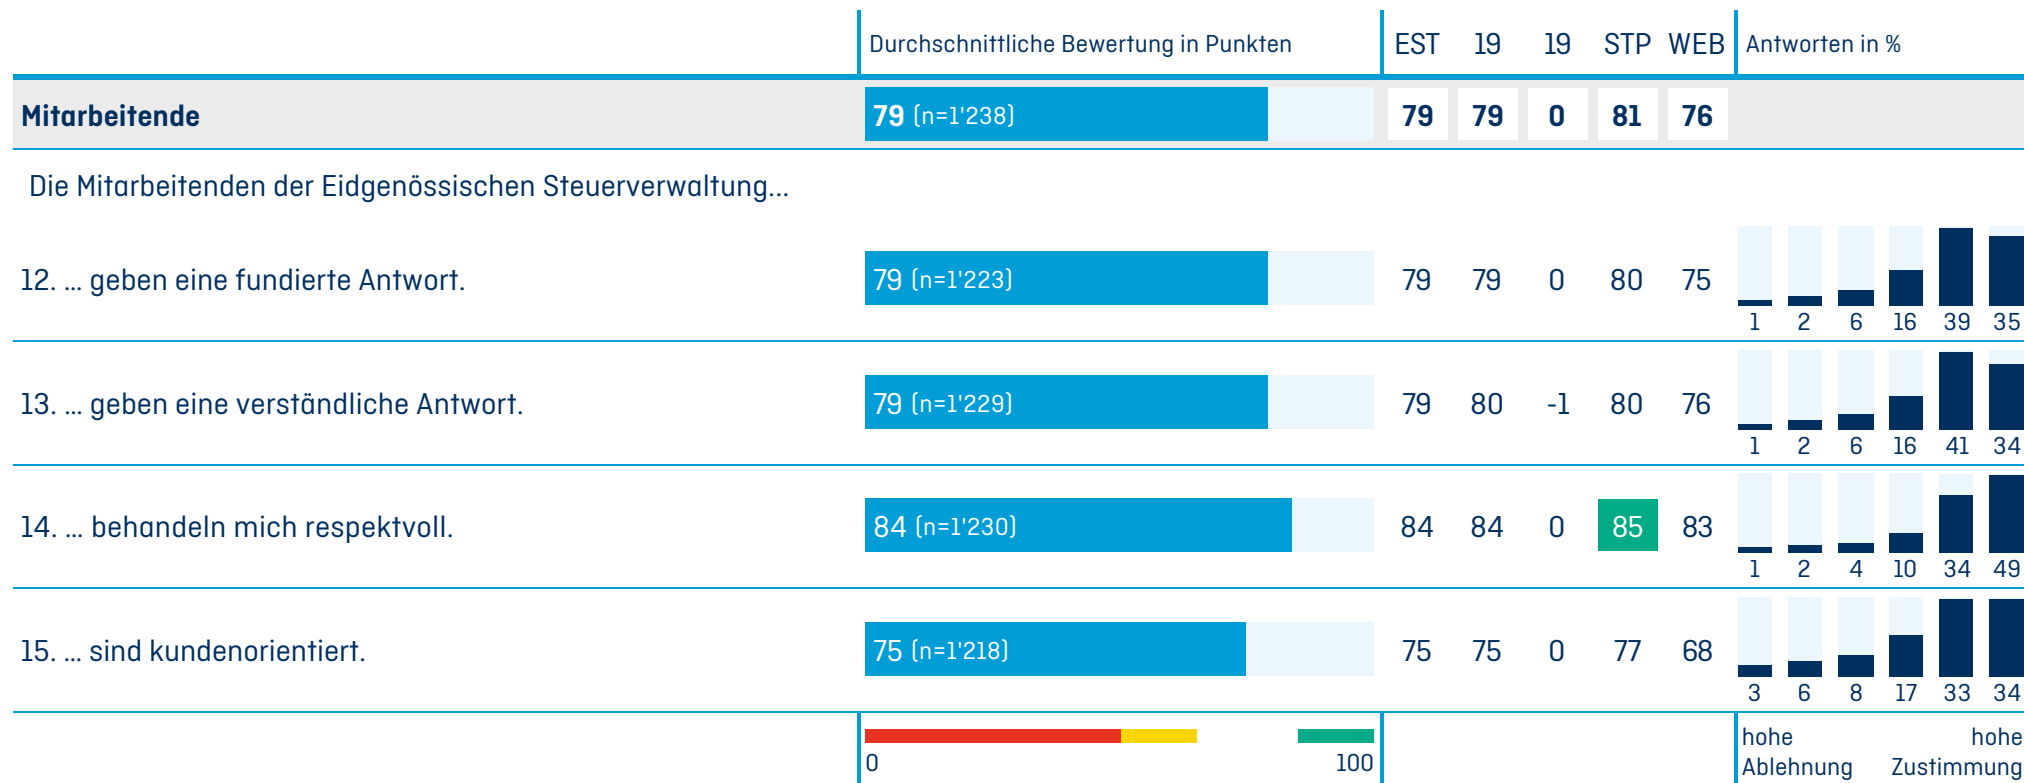 Durchschnittliche Bewertung in Punkten EST 19 19 STP WEB Antworten in %
Mitarbeitende 79 (n=1'238) 79 79 0 81 76
Die Mitarbeitenden der Eidgenössischen Steuerverwaltung...
12. ... geben eine fundierte Antwort. 79 (n=1'223) 79 79 0 80 75
1 2 6 16 39 35
13. ... geben eine verständliche Antwort. 79 (n=1'229) 79 80 -1 80 76
1 2 6 16 41 34
14. ... behandeln mich respektvoll. 84 (n=1'230) 84 84 0 85 83
1 2 4 10 34 49
15. ... sind kundenorientiert. 75 (n=1'218) 75 75 0 77 68
3 6 8 17 33 34
0 100
hohe hohe
Ablehnung Zustimmung